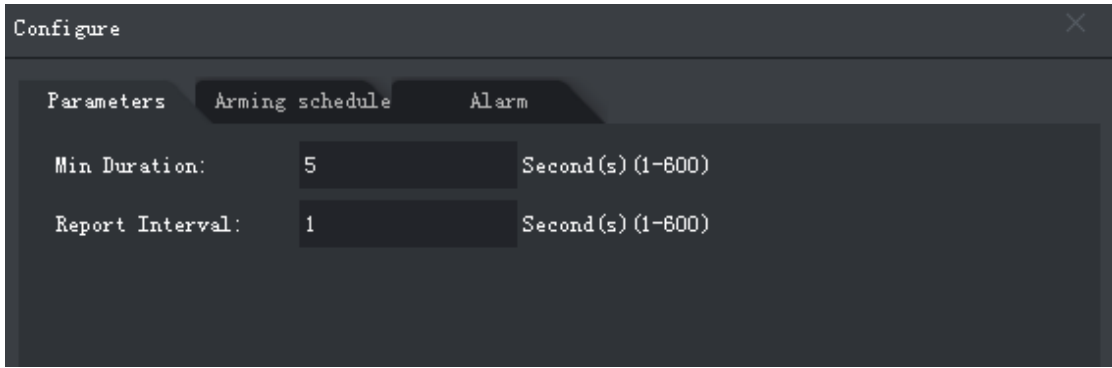 Configure
Parameters Arming schedule Alarm
Min Duration: 5 Second(s)(1-600)
Report Interval: 1 Second(s)(1-600)